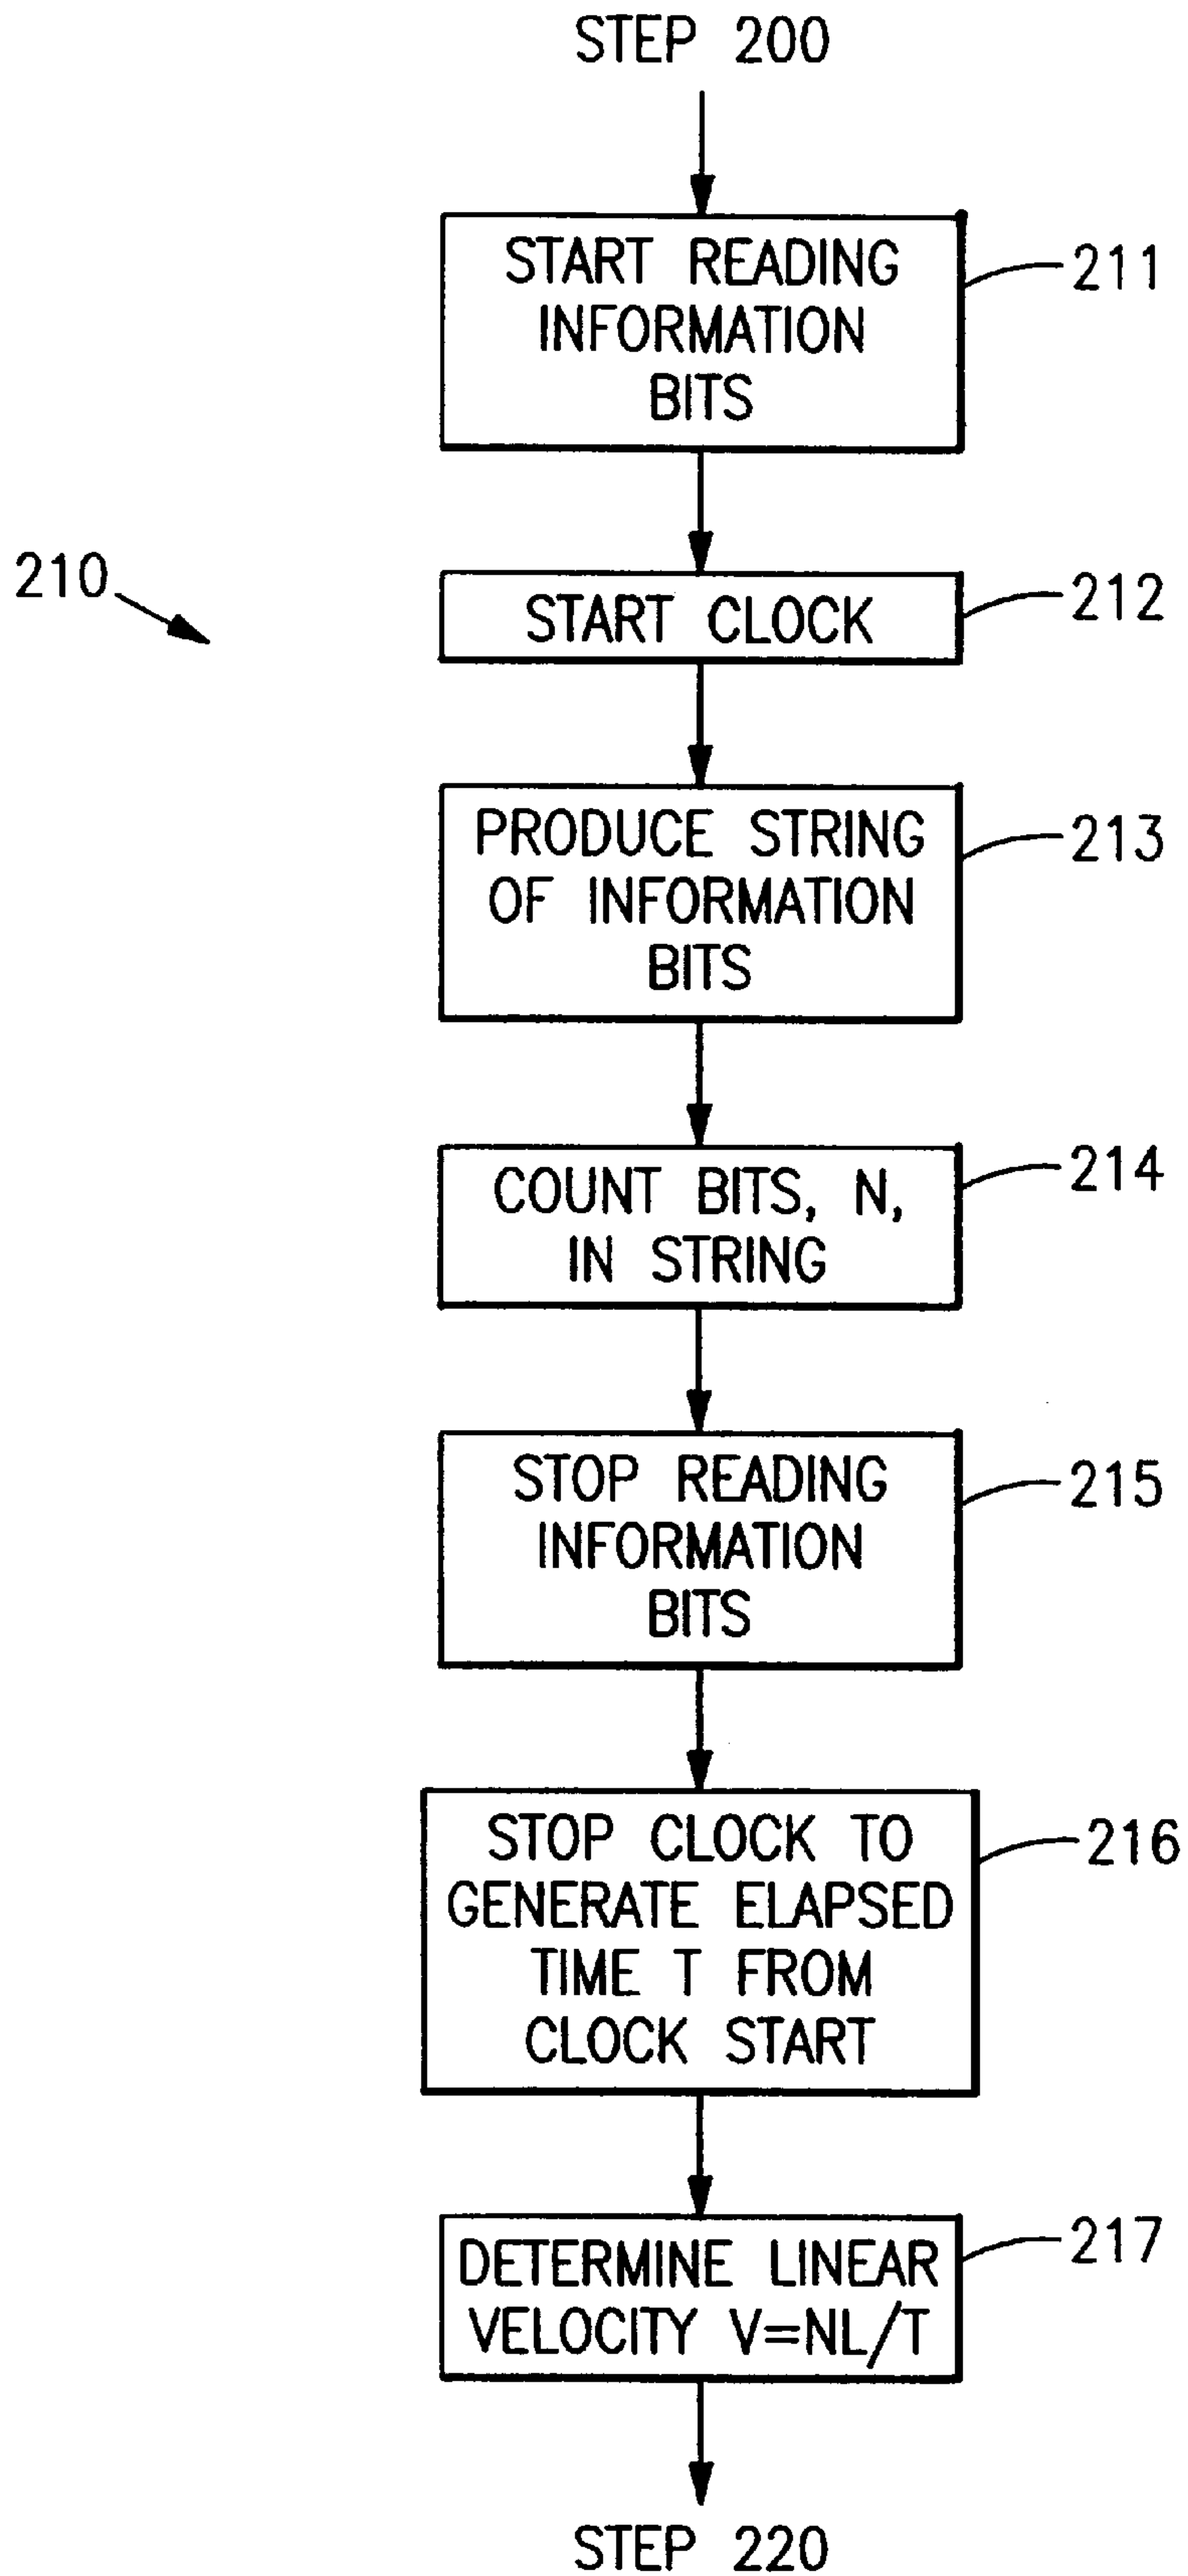 STEP 200
START READING
INFORMATION
BITS
211
210
START CLOCK
212
PRODUCE STRING
OF INFORMATION
BITS
213
COUNT BITS, N,
IN STRING
214
STOP READING
INFORMATION
BITS
215
STOP CLOCK TO
GENERATE ELAPSED
TIME T FROM
CLOCK START
216
DETERMINE LINEAR
VELOCITY V=NL/T
217
STEP 220